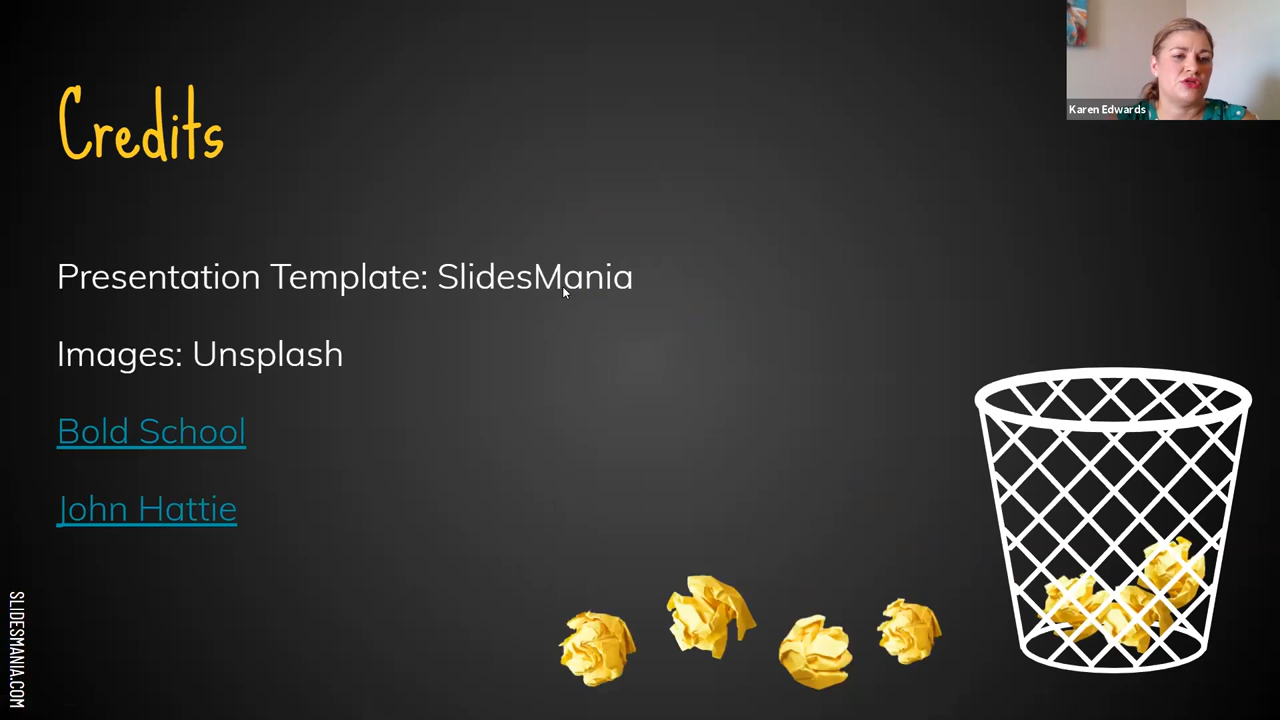 Karen Edwards
Credits
Presentation Template: SlidesMania
Images: Unsplash
Bold School
John Hattie
SLIDESMANIA.COM